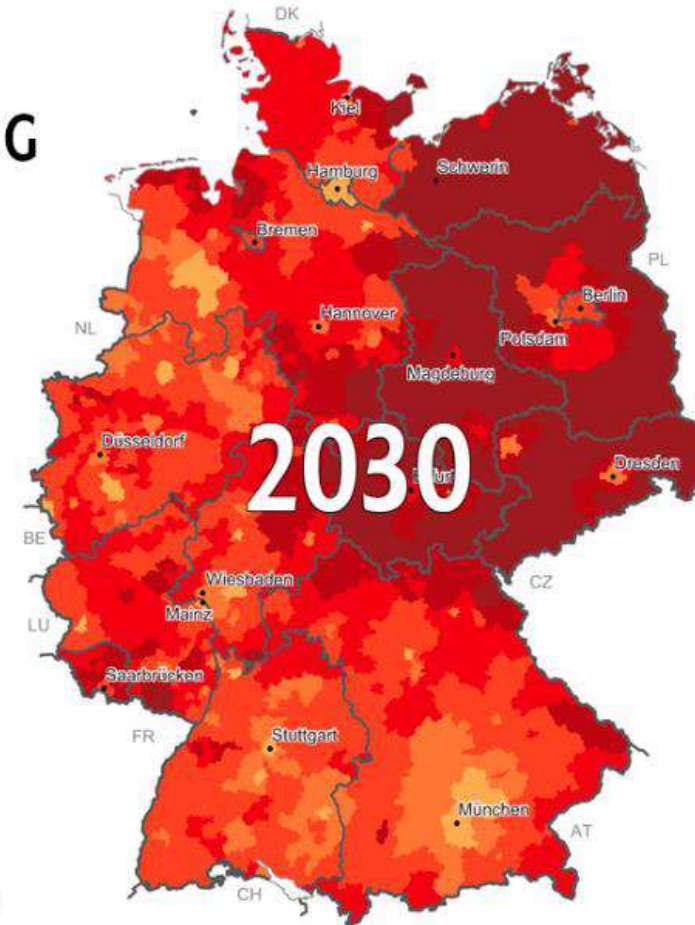 DK
G
Kiel
Hamburg
Schwerin
Bremen
PL
Berlin
NL
Hannover
Potsdam
Magdeburg
2030
Düsseldorf
Dresden
BE
Wiesbaden
CZ
Mainz
LU
Saarbrücken
FR
Stuttgart
München
AT
CH